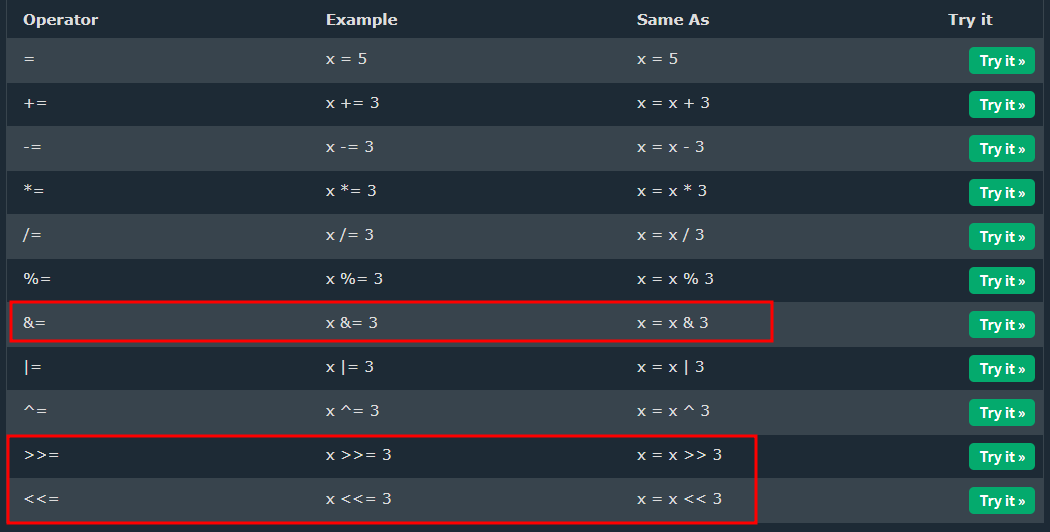 Operator Example Same As Try it
= x = 5 x = 5 Try it »
+= x += 3 x = x + 3 Try it »
-= x -= 3 x = x - 3 Try it »
*= x *= 3 x = x * 3 Try it »
/= x /= 3 x = x / 3 Try it »
%= x %= 3 x = x % 3 Try it »
&= x &= 3 x = x & 3 Try it »
|= x |= 3 x = x | 3 Try it »
^= x ^= 3 x = x ^ 3 Try it »
>>= x >>= 3 x = x >> 3 Try it »
<<= x <<= 3 x = x << 3 Try it »